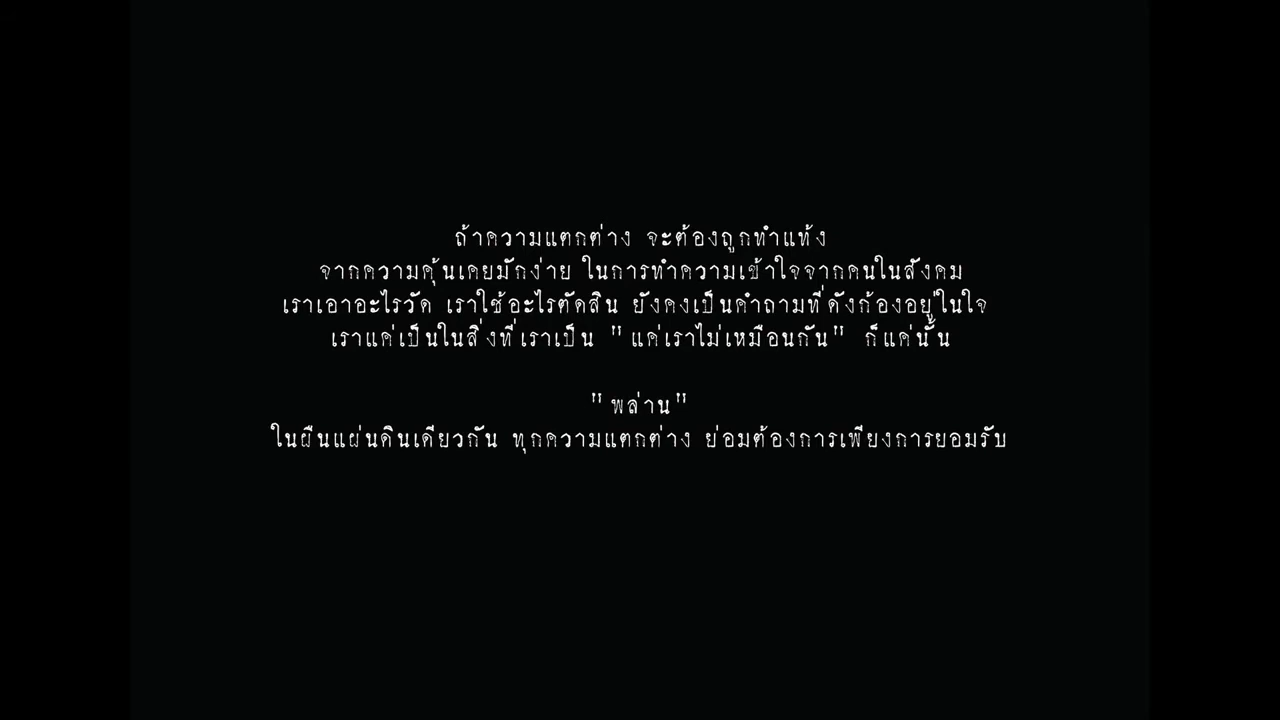 ถ้าความแตกต่าง จะต้องถูกทำแท้ง
จากความคุ้นเคยมักง่าย ในการทำความเข้าใจจากคนในสังคม
เราเอาอะไรวัด เราใช้อะไรตัดสิน ยังคงเป็นคำถามที่ดังก้องอยู่ในใจ
เราแค่เป็นในสิ่งที่เราเป็น "แค่เราไม่เหมือนกัน" ก็แค่นั้น
"พล่าน"
ในผืนแผ่นดินเดียวกัน ทุกความแตกต่าง ย่อมต้องการเพียงการยอมรับ